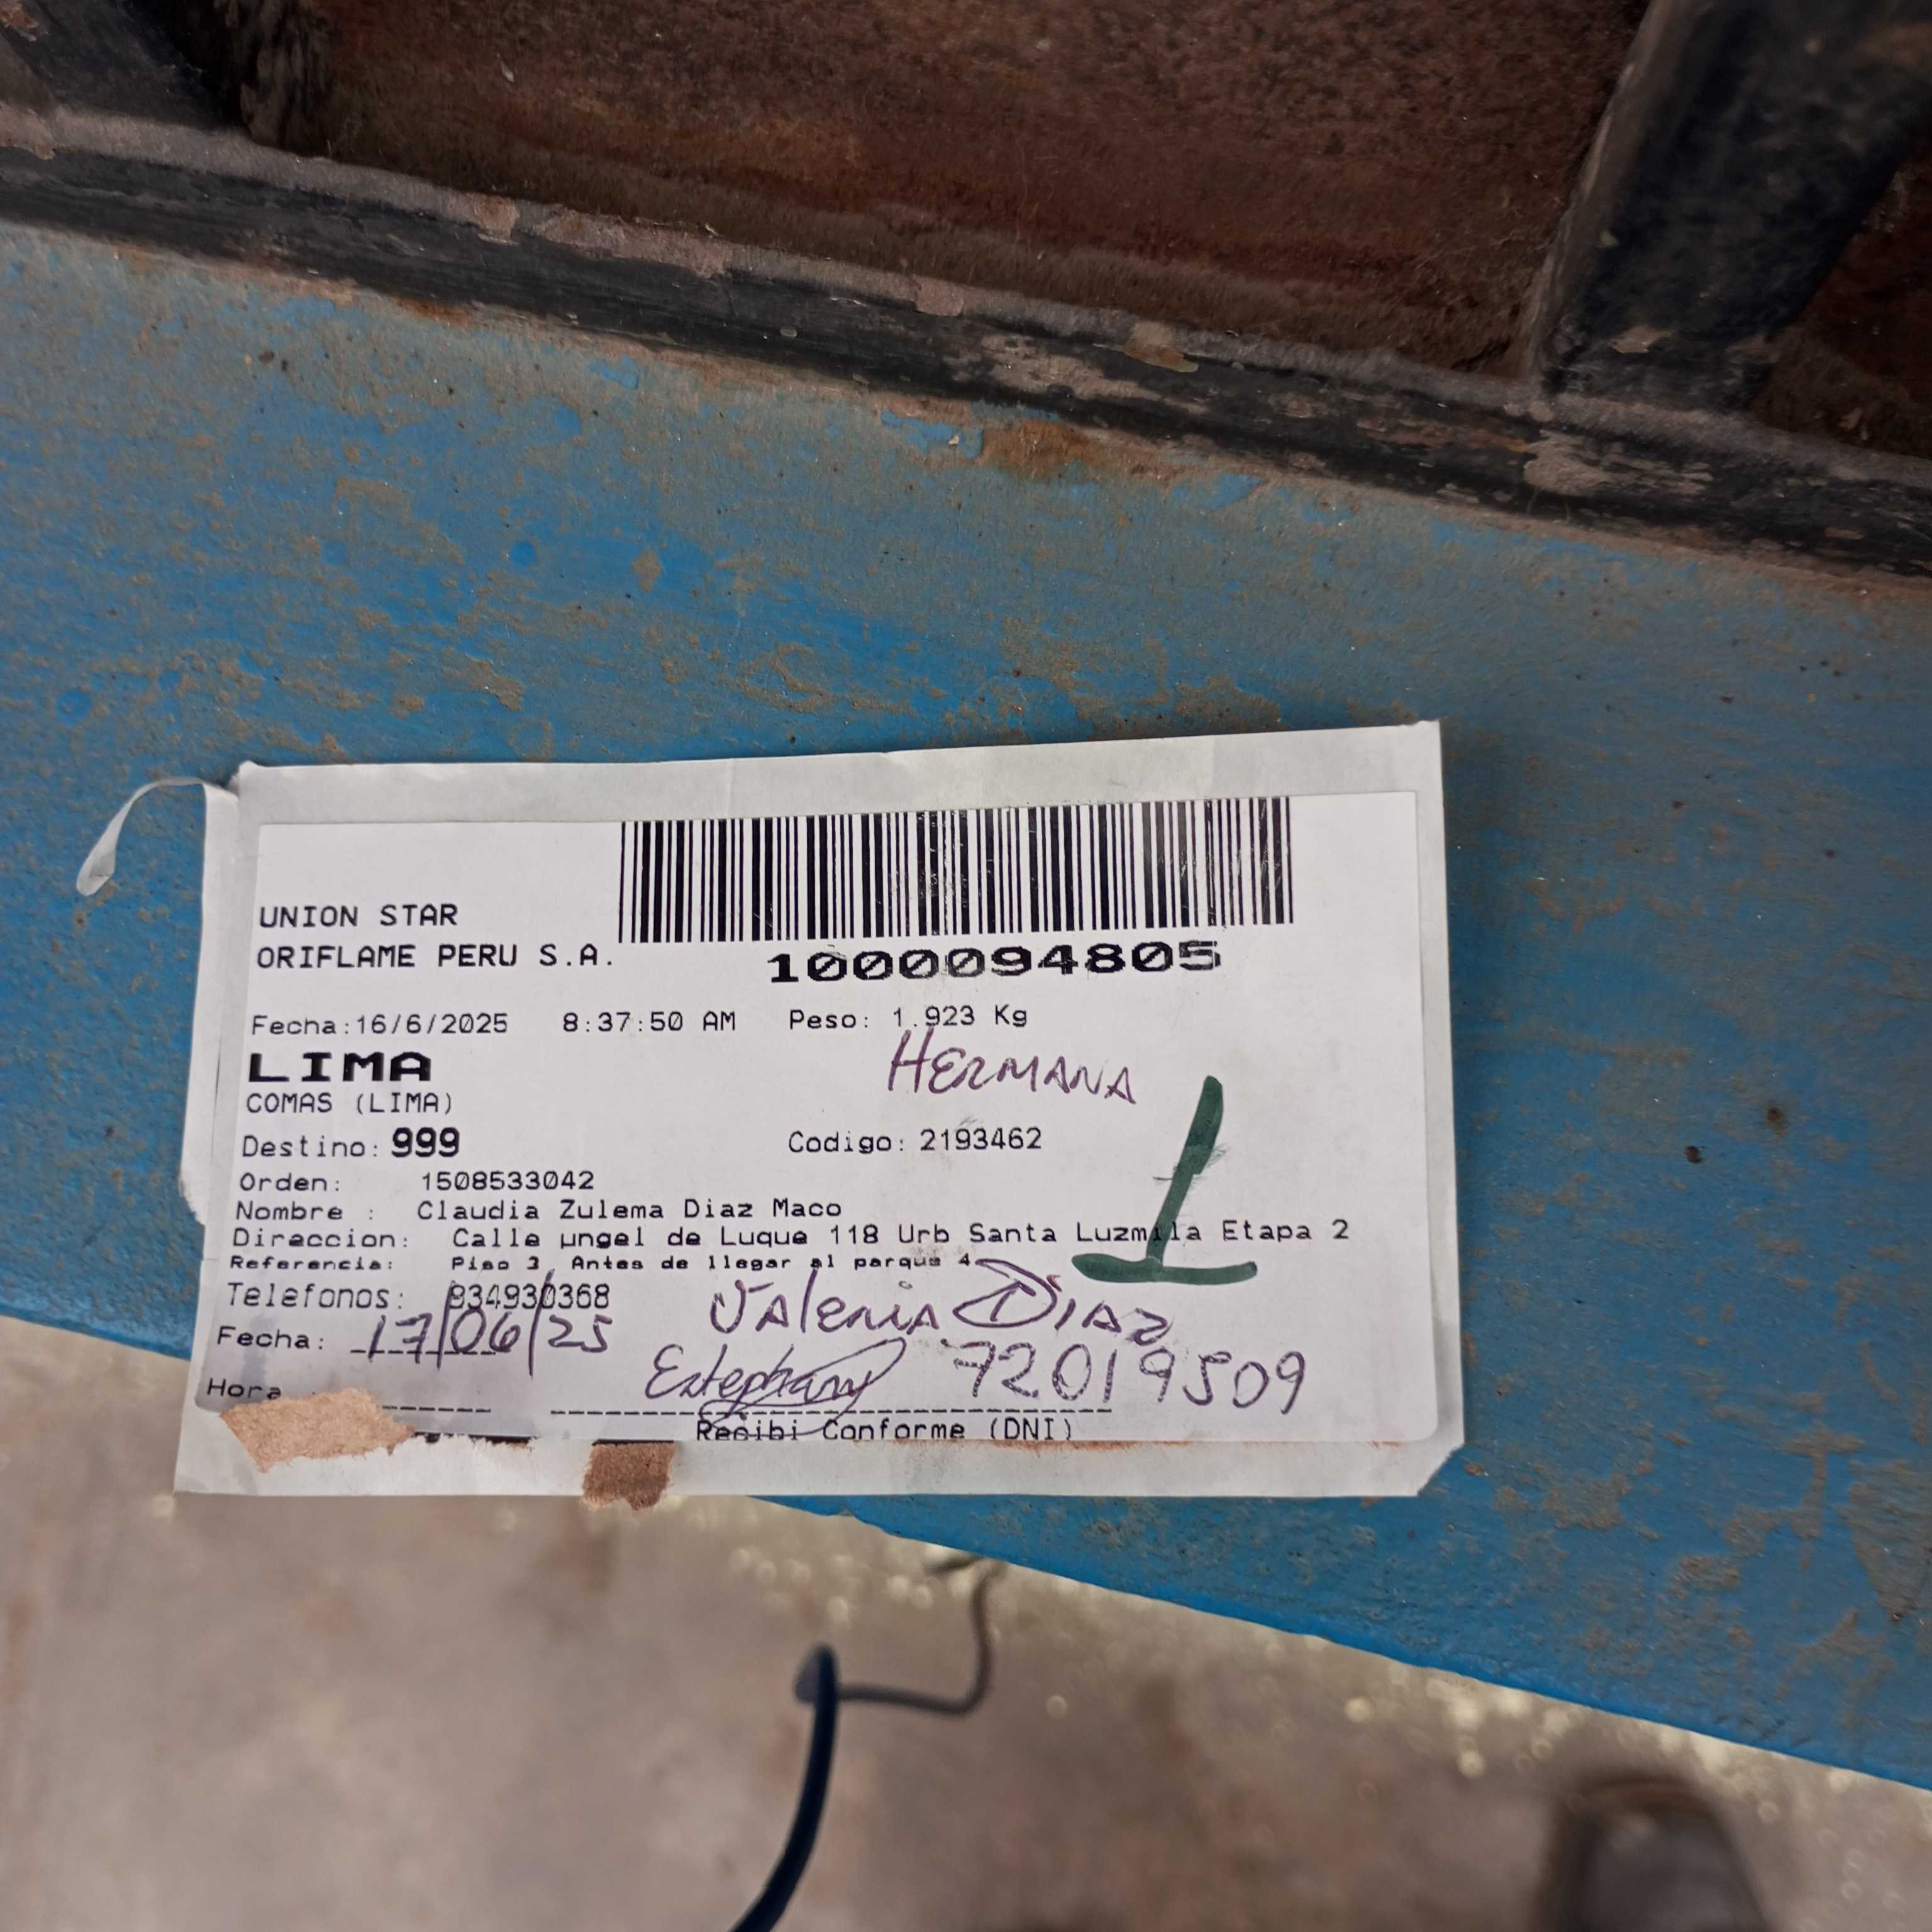 UNION STAR
ORIFLAME PERU S.A.
1000094805
Fecha:16/6/2025 8:37:50 AM Peso: 1.923 Kg
LIMA
HERMANA
COMAS (LIMA)
Destino: 999 Codigo: 2193462
1
Orden: 1508533042
Nombre : Claudia Zulema Diaz Maco
Direccion: Calle µngel de Luque 118 Urb Santa Luzmila Etapa 2
Referencia: Piso 3 Antes de llegar al parque 4
Telefonos: 934930368
Valeria Diaz
Fecha: 17/06/25
Estephany 72019509
Hora
Recibi Conforme (DNI)